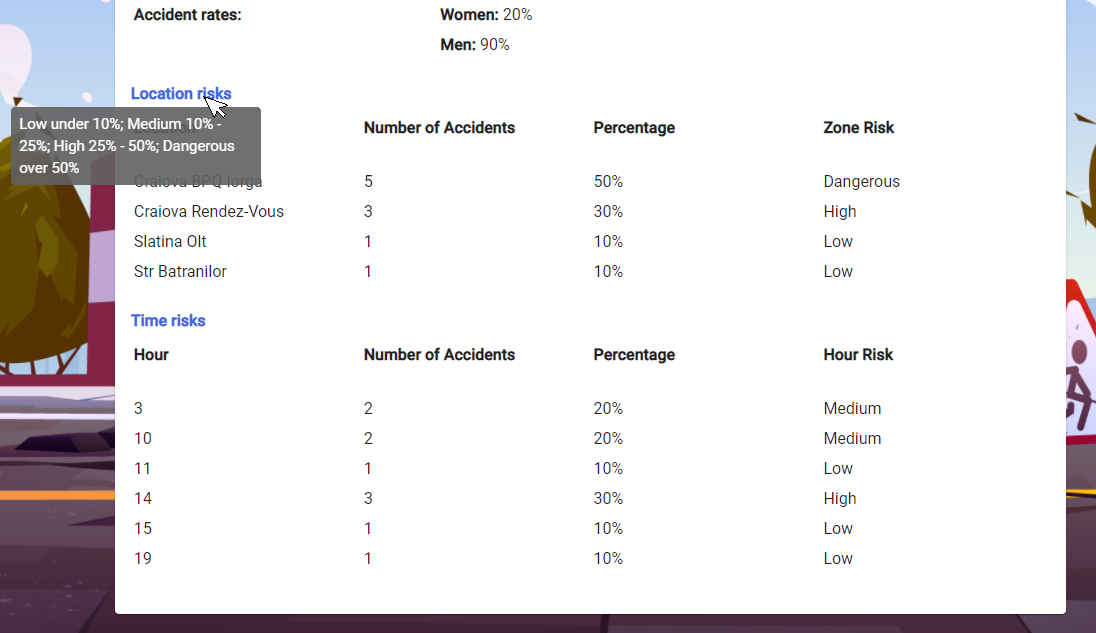 Accident rates: Women: 20%
Men: 90%
Location risks
Low under 10%; Medium 10% -
25%; High 25% - 50%; Dangerous
over 50%
Location Number of Accidents Percentage Zone Risk
Craiova BPQ Iorga 5 50% Dangerous
Craiova Rendez-Vous 3 30% High
Slatina Olt 1 10% Low
Str Batranilor 1 10% Low
Time risks
Hour Number of Accidents Percentage Hour Risk
3 2 20% Medium
10 2 20% Medium
11 1 10% Low
14 3 30% High
15 1 10% Low
19 1 10% Low